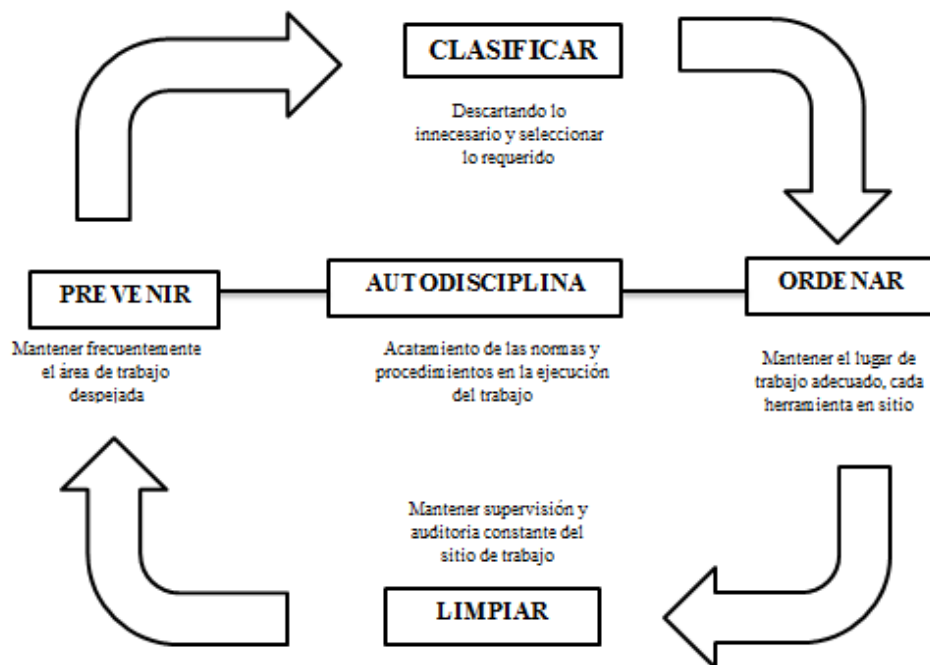 CLASIFICAR
Descartando lo
innecesario y seleccionar
lo requerido
PREVENIR
Mantener frecuentemente
el área de trabajo
despejada
AUTODISCIPLINA
Acatamiento de las normas y
procedimientos en la ejecución
del trabajo
ORDENAR
Mantener el lugar de
trabajo adecuado, cada
herramienta en sitio
Mantener supervisión y
auditoria constante del
sitio de trabajo
LIMPIAR